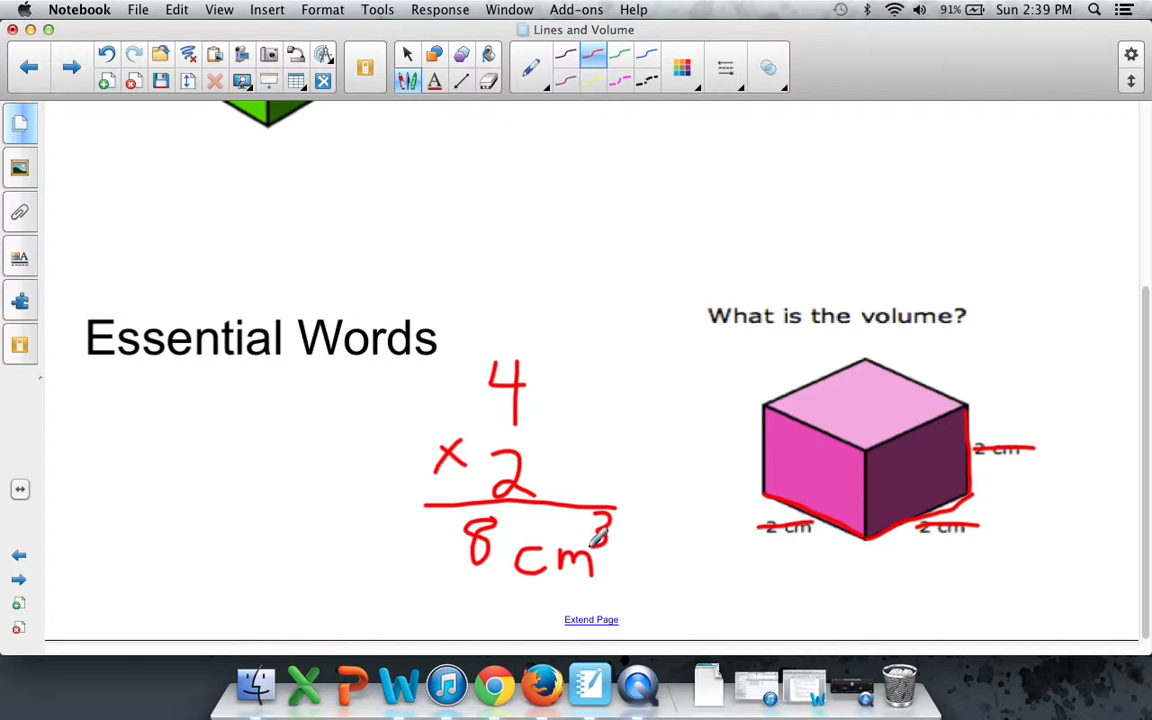 Notebook File Edit View Insert Format Tools Response Window Add-ons Help 91% Sun 2:39 PM
Lines and Volume
Essential Words
4
x 2
8 cm³
What is the volume?
2 cm
2 cm
2 cm
Extend Page